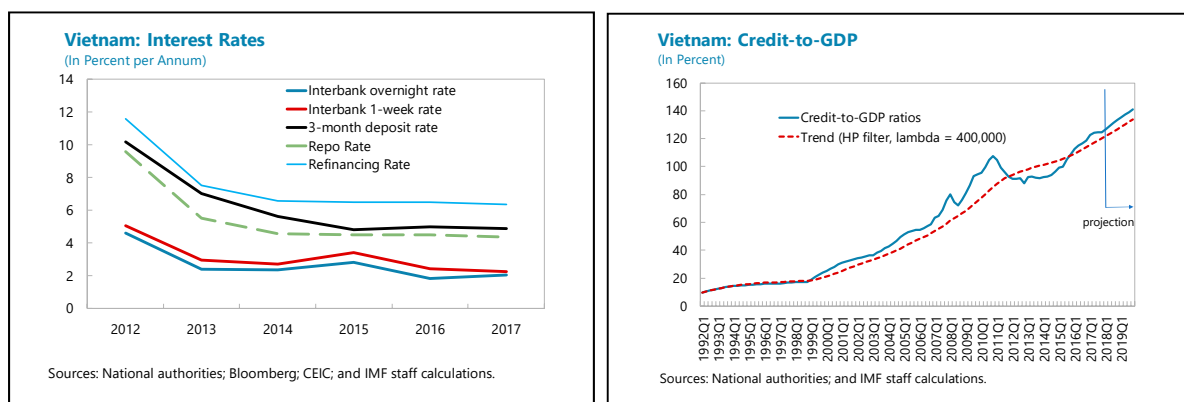 Vietnam: Interest Rates
(In Percent per Annum)
14
12
10
8
6
4
2
0
Interbank overnight rate
Interbank 1-week rate
3-month deposit rate
Repo Rate
Refinancing Rate
2012 2013 2014 2015 2016 2017
Sources: National authorities; Bloomberg; CEIC; and IMF staff calculations.
Vietnam: Credit-to-GDP
(In Percent)
160
140
120
100
80
60
40
20
0
Credit-to-GDP ratios
Trend (HP filter, lambda = 400,000)
projection
1992Q1
1993Q1
1994Q1
1995Q1
1996Q1
1997Q1
1998Q1
1999Q1
2000Q1
2001Q1
2002Q1
2003Q1
2004Q1
2005Q1
2006Q1
2007Q1
2008Q1
2009Q1
2010Q1
2011Q1
2012Q1
2013Q1
2014Q1
2015Q1
2016Q1
2017Q1
2018Q1
2019Q1
Sources: National authorities; and IMF staff calculations.